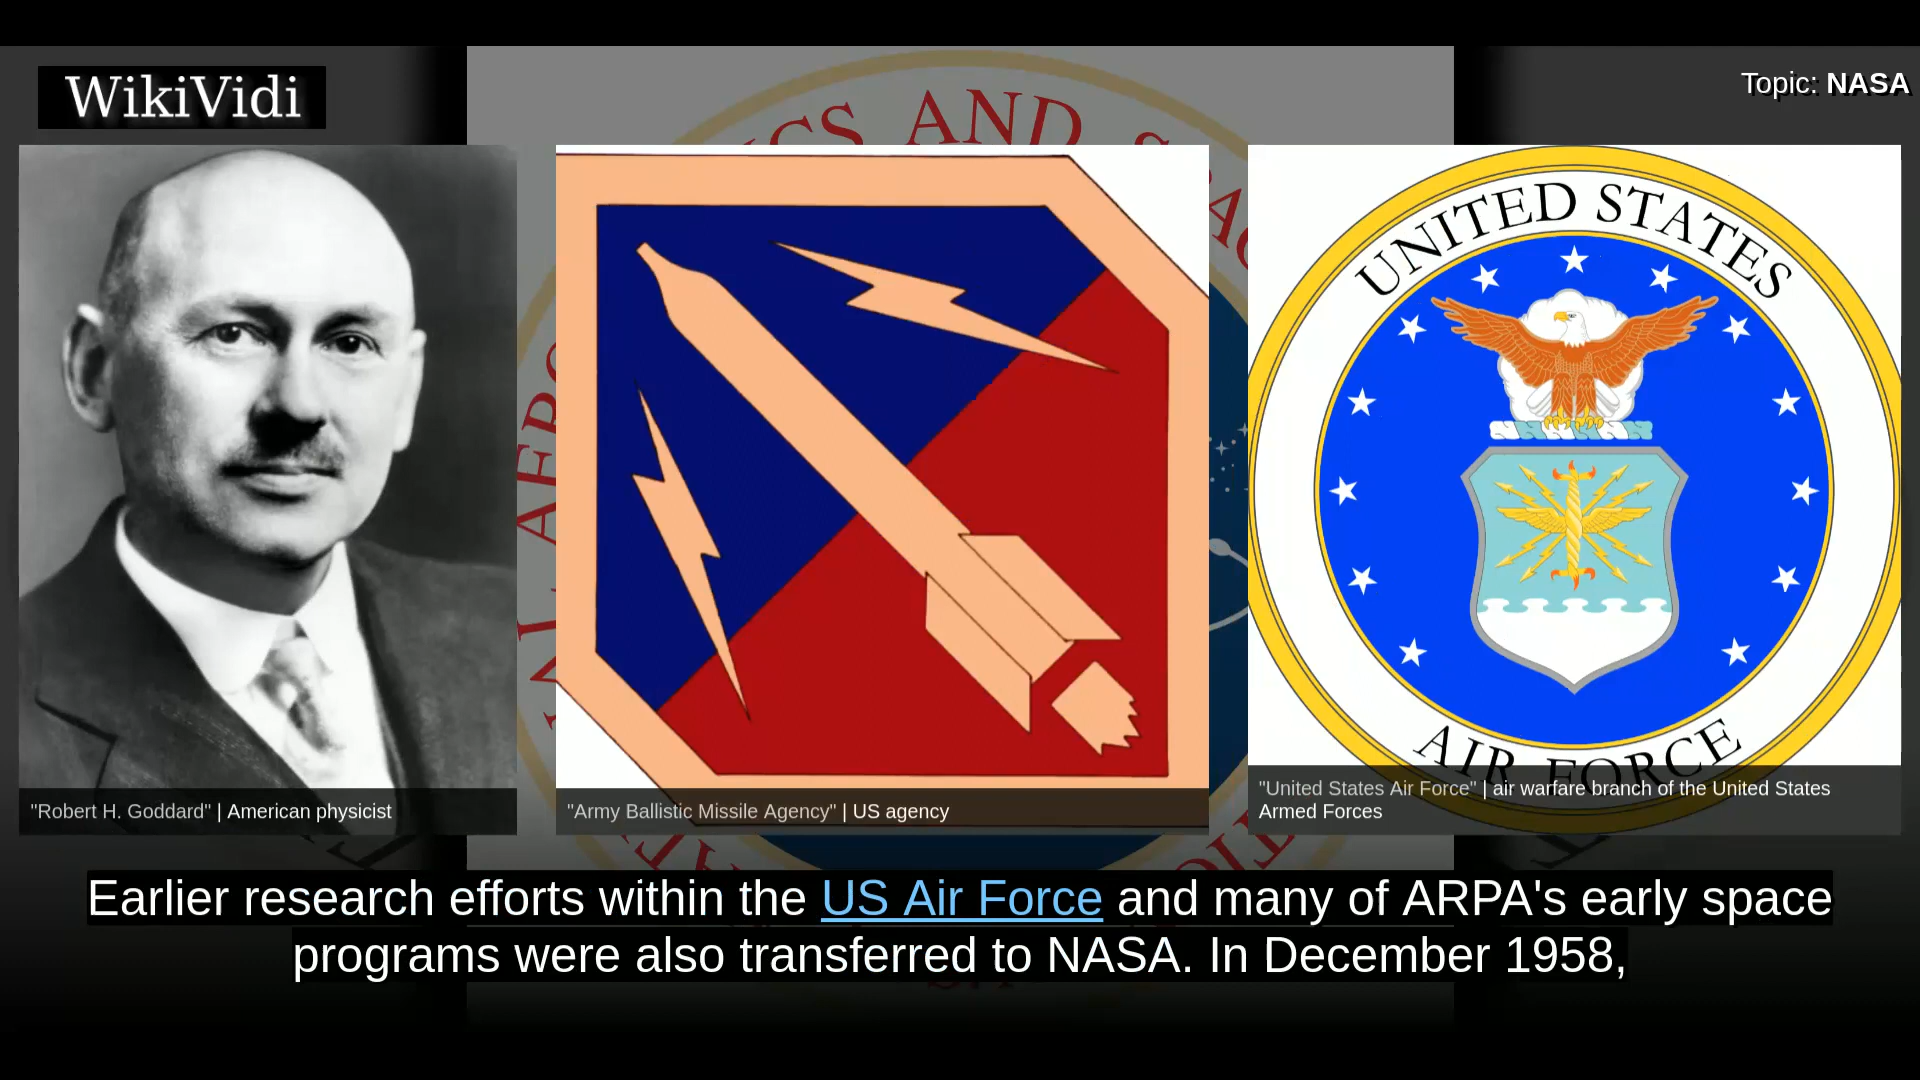 WikiVidi
Topic: NASA
UNITED STATES
AIR FORCE
"Robert H. Goddard" | American physicist
"Army Ballistic Missile Agency" | US agency
"United States Air Force" | air warfare branch of the United States
Armed Forces
Earlier research efforts within the US Air Force and many of ARPA's early space
programs were also transferred to NASA. In December 1958,